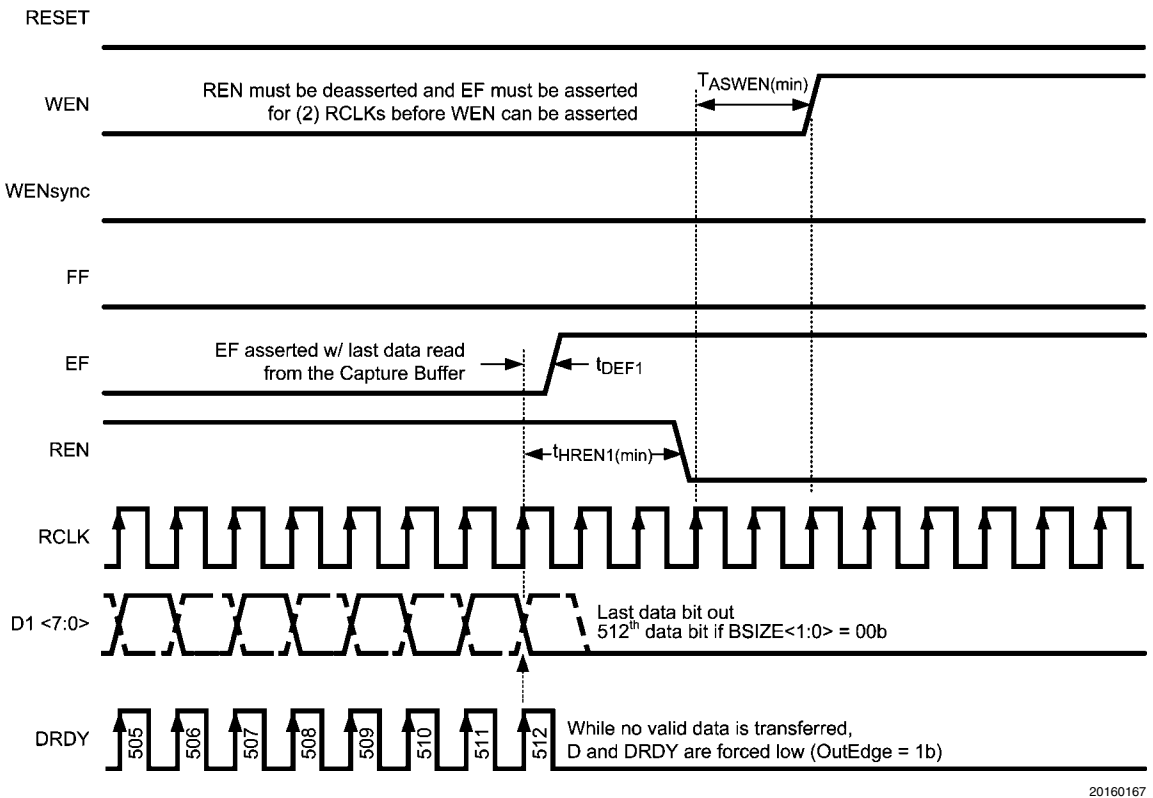 RESET
WEN
REN must be deasserted and EF must be asserted
for (2) RCLKs before WEN can be asserted
TASWEN(min)
WENsync
FF
EF
EF asserted w/ last data read
from the Capture Buffer
tDEF1
REN
tHREN1(min)
RCLK
D1 <7:0>
Last data bit out
512th data bit if BSIZE<1:0> = 00b
DRDY
505
506
507
508
509
510
511
512
While no valid data is transferred,
D and DRDY are forced low (OutEdge = 1b)
20160167